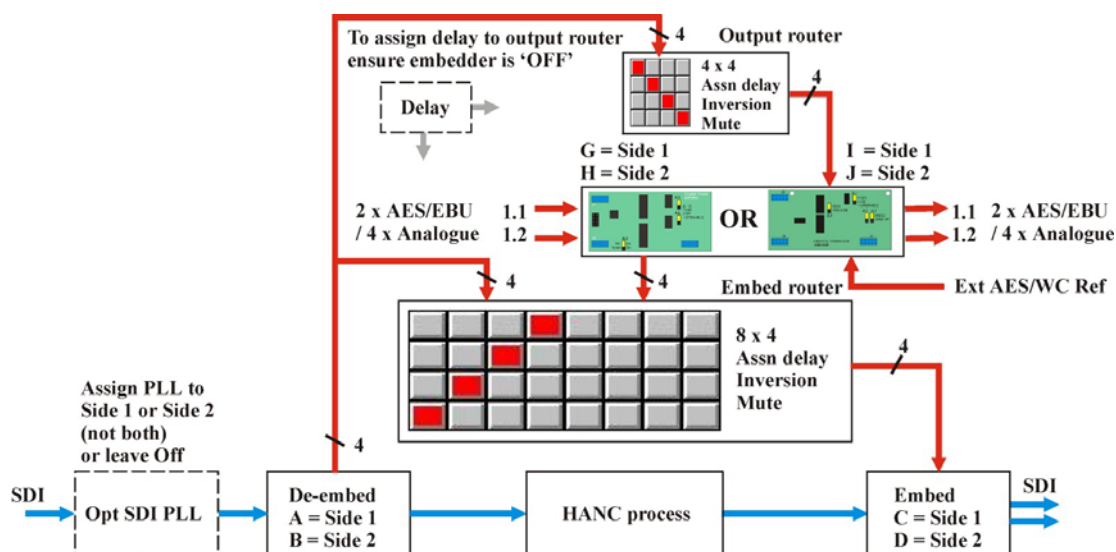 To assign delay to output router
ensure embedder is ‘OFF’
Delay
4
Output router
4 x 4
Assn delay
Inversion
Mute
4
G = Side 1
H = Side 2
I = Side 1
J = Side 2
2 x AES/EBU
/ 4 x Analogue
1.1
1.2
OR
1.1
1.2
2 x AES/EBU
/ 4 x Analogue
4
4
Embed router
Ext AES/WC Ref
8 x 4
Assn delay
Inversion
Mute
4
Assign PLL to
Side 1 or Side 2
(not both)
or leave Off
4
SDI
Opt SDI PLL
De-embed
A = Side 1
B = Side 2
HANC process
Embed
C = Side 1
D = Side 2
SDI